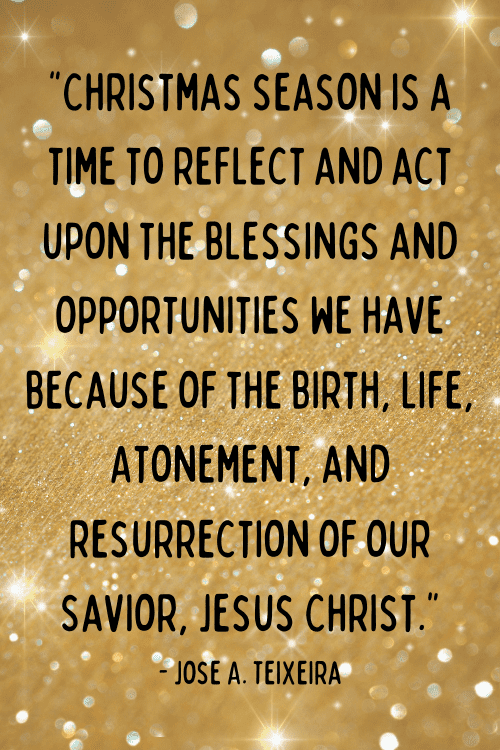 "CHRISTMAS SEASON IS A
TIME TO REFLECT AND ACT
UPON THE BLESSINGS AND
OPPORTUNITIES WE HAVE
BECAUSE OF THE BIRTH, LIFE,
ATONEMENT, AND
RESURRECTION OF OUR
SAVIOR, JESUS CHRIST."
- JOSE A. TEIXEIRA